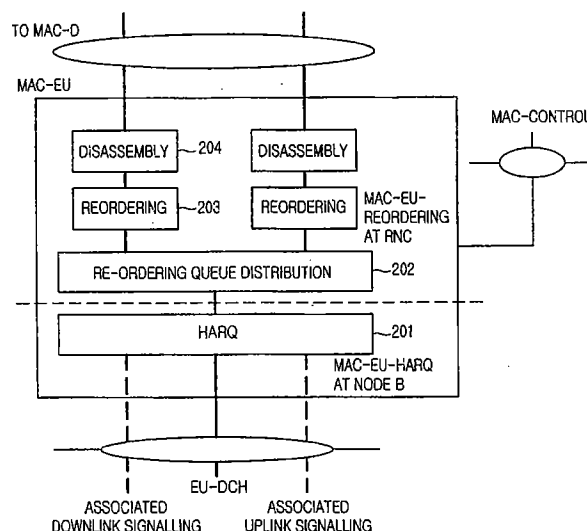 TO MAC-D
MAC-EU
MAC-CONTROL
DISASSEMBLY
204
DISASSEMBLY
REORDERING
203
REORDERING
MAC-EU-
REORDERING
AT RNC
RE-ORDERING QUEUE DISTRIBUTION
202
HARQ
201
MAC-EU-HARQ
AT NODE B
EU-DCH
ASSOCIATED
DOWNLINK SIGNALLING
ASSOCIATED
UPLINK SIGNALLING